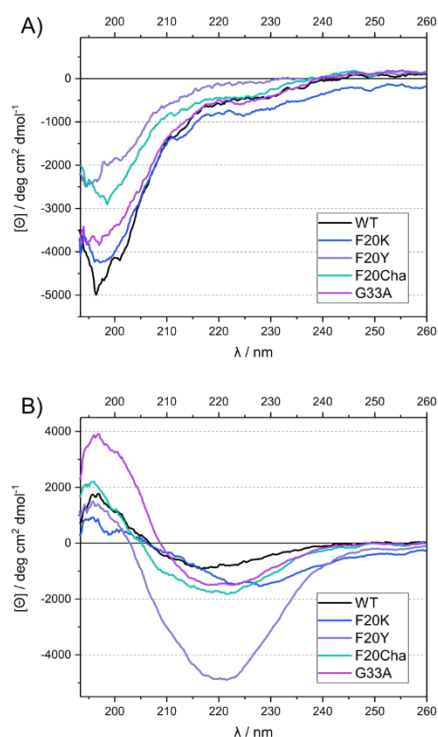 A)
200 210 220 230 240 250 260
0
-1000
-2000
-3000
-4000
-5000
[Θ] / deg cm² dmol⁻¹
WT
F20K
F20Y
F20Cha
G33A
200 210 220 230 240 250 260
λ / nm
B)
200 210 220 230 240 250 260
4000
2000
0
-2000
-4000
[Θ] / deg cm² dmol⁻¹
WT
F20K
F20Y
F20Cha
G33A
200 210 220 230 240 250 260
λ / nm